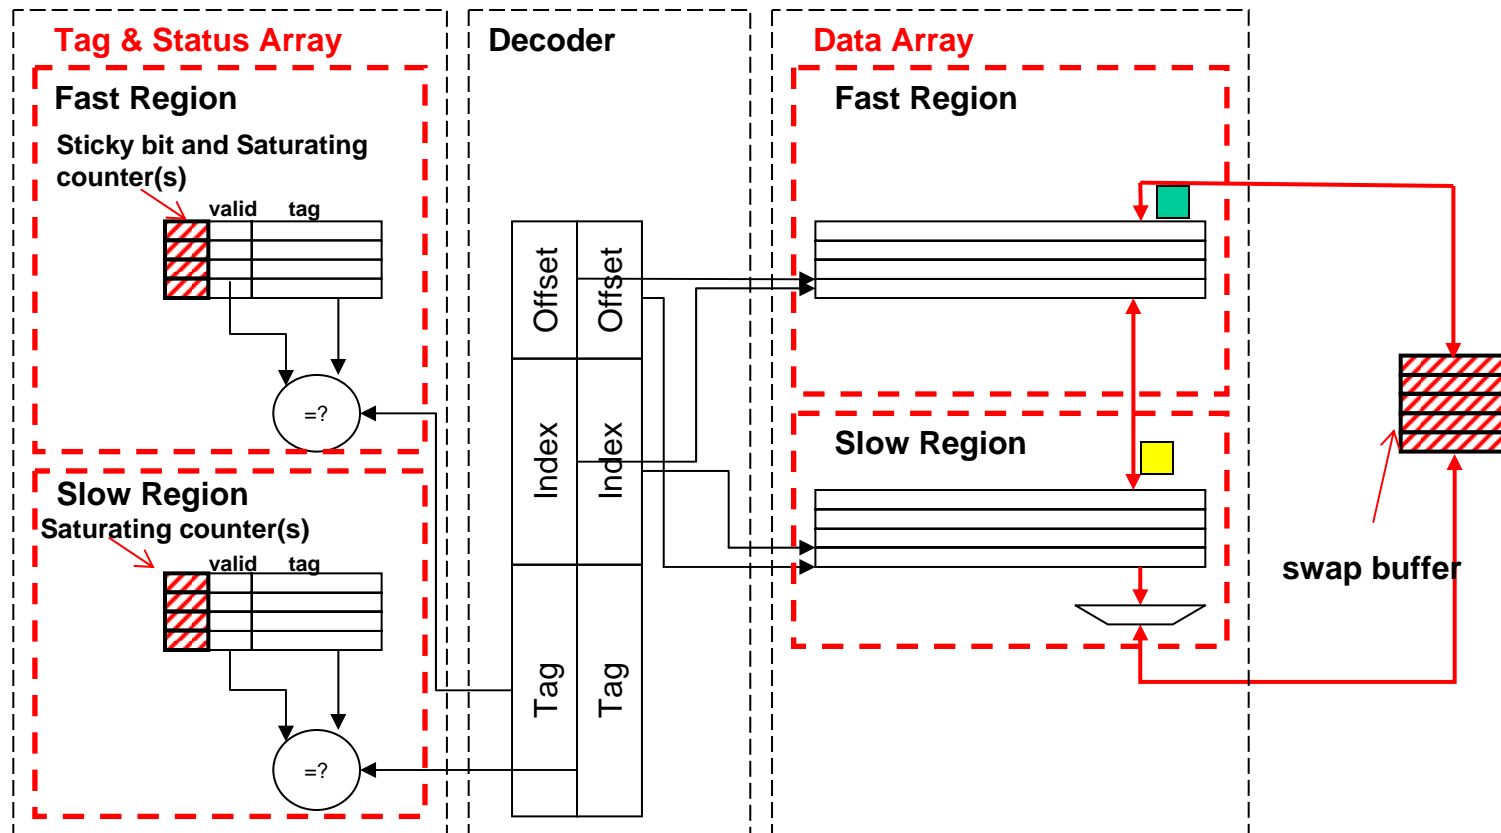 Tag & Status Array
Fast Region
Sticky bit and Saturating
counter(s)
valid tag
=?
Slow Region
Saturating counter(s)
valid tag
=?
Decoder
Offset Offset
Index Index
Tag Tag
Data Array
Fast Region
Slow Region
swap buffer